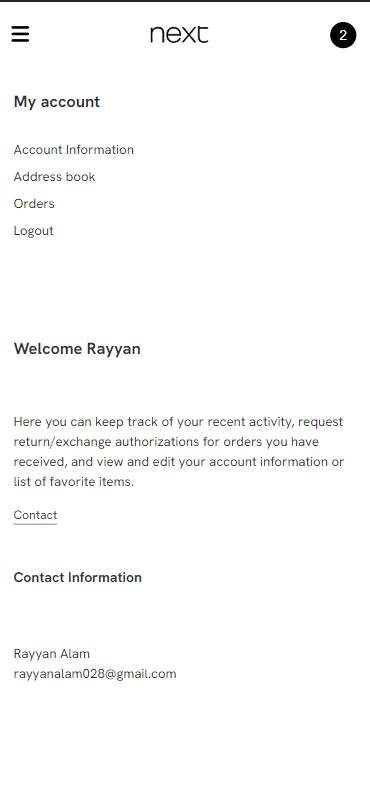 next
2
My account
Account Information
Address book
Orders
Logout
Welcome Rayyan
Here you can keep track of your recent activity, request
return/exchange authorizations for orders you have
received, and view and edit your account information or
list of favorite items.
Contact
Contact Information
Rayyan Alam
rayyanalam028@gmail.com